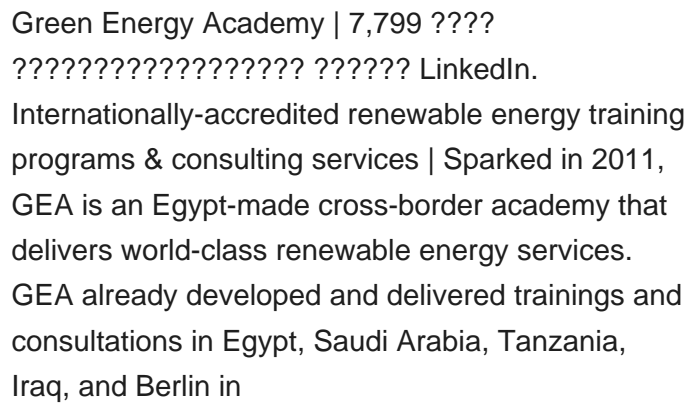 Green Energy Academy | 7,799 ????
?????????????????? ?????? LinkedIn.
Internationally-accredited renewable energy training
programs & consulting services | Sparked in 2011,
GEA is an Egypt-made cross-border academy that
delivers world-class renewable energy services.
GEA already developed and delivered trainings and
consultations in Egypt, Saudi Arabia, Tanzania,
Iraq, and Berlin in